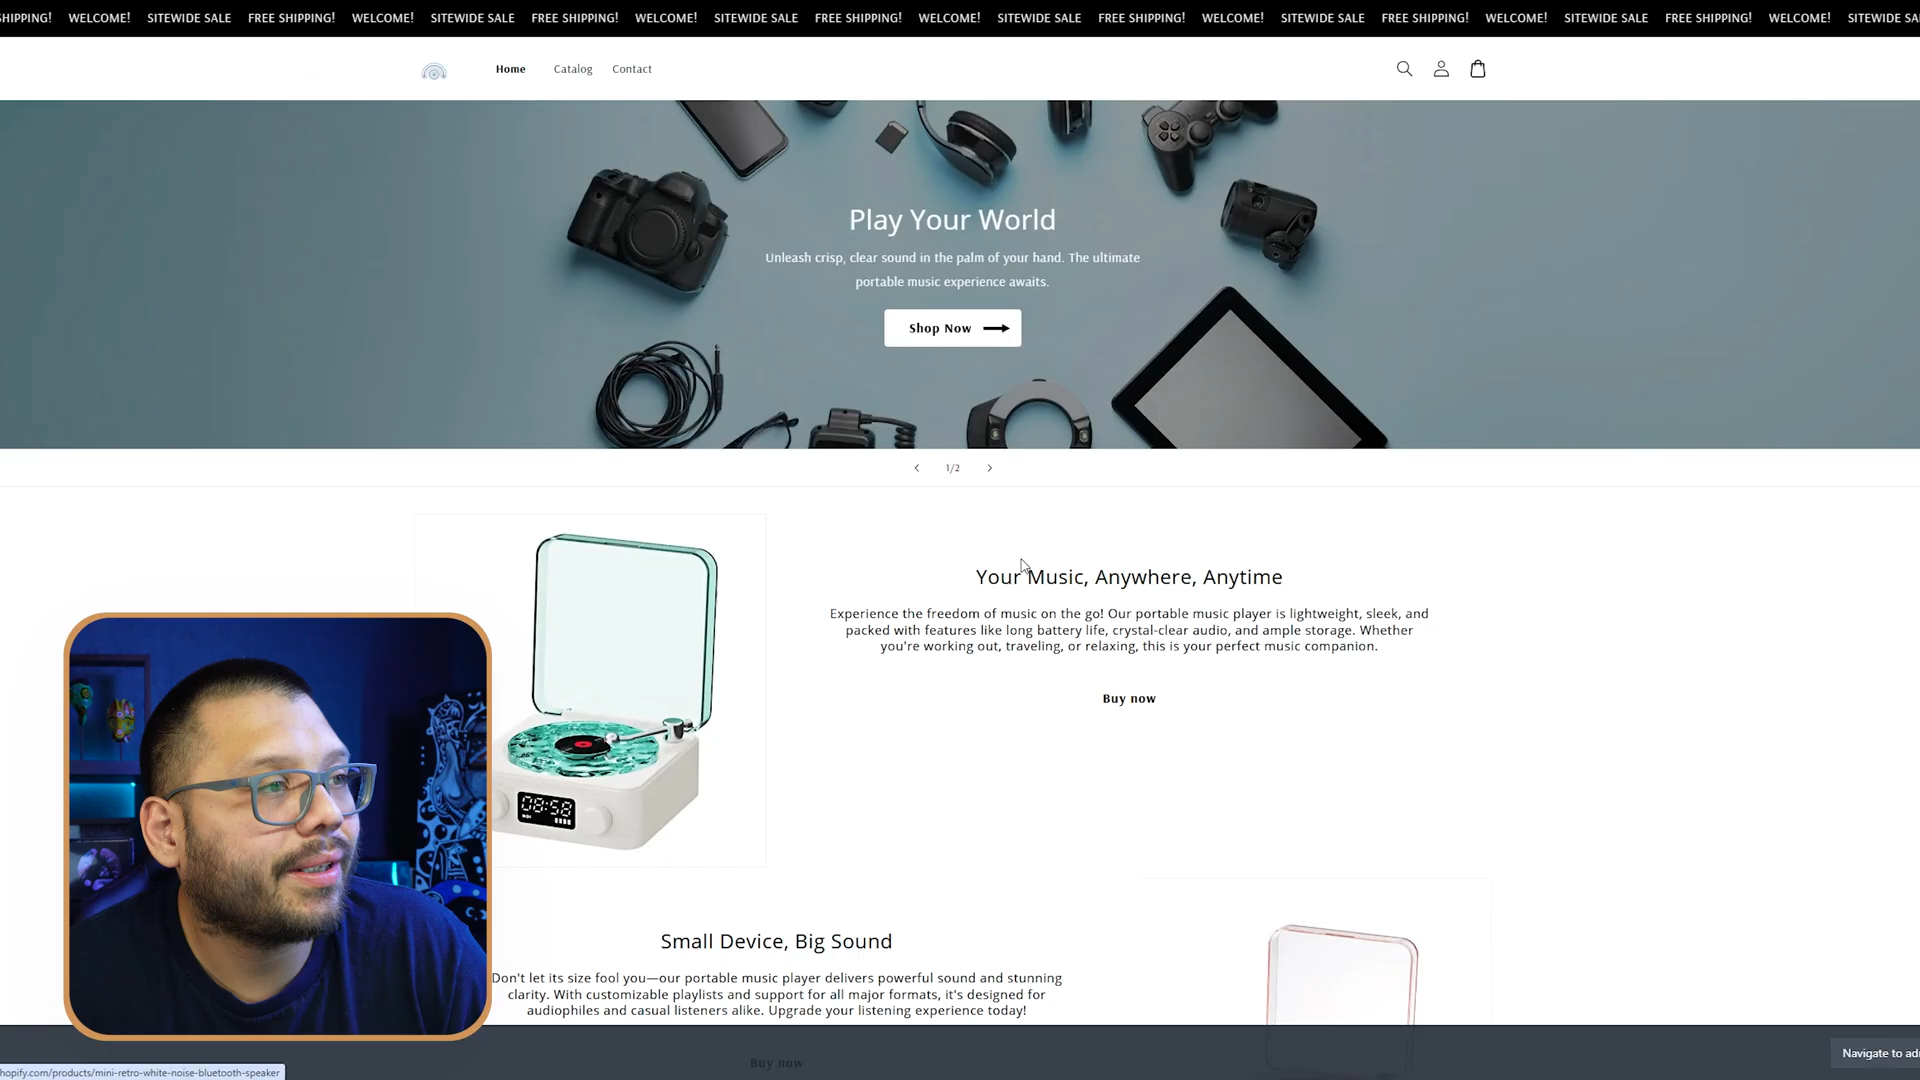 SHIPPING! WELCOME! SITEWIDE SALE FREE SHIPPING! WELCOME! SITEWIDE SALE FREE SHIPPING! WELCOME! SITEWIDE SALE FREE SHIPPING! WELCOME! SITEWIDE SALE FREE SHIPPING! WELCOME! SITEWIDE SALE FREE SHIPPING! WELCOME! SITEWIDE SALE FREE SHIPPING! WELCOME! SITEWIDE SA
Home Catalog Contact
Play Your World
Unleash crisp, clear sound in the palm of your hand. The ultimate
portable music experience awaits.
Shop Now
1/2
Your Music, Anywhere, Anytime
Experience the freedom of music on the go! Our portable music player is lightweight, sleek, and
packed with features like long battery life, crystal-clear audio, and ample storage. Whether
you're working out, traveling, or relaxing, this is your perfect music companion.
Buy now
08:58
Small Device, Big Sound
Don't let its size fool you—our portable music player delivers powerful sound and stunning
clarity. With customizable playlists and support for all major formats, it's designed for
audiophiles and casual listeners alike. Upgrade your listening experience today!
Buy now
Navigate to ad
hopify.com/products/mini-retro-white-noise-bluetooth-speaker